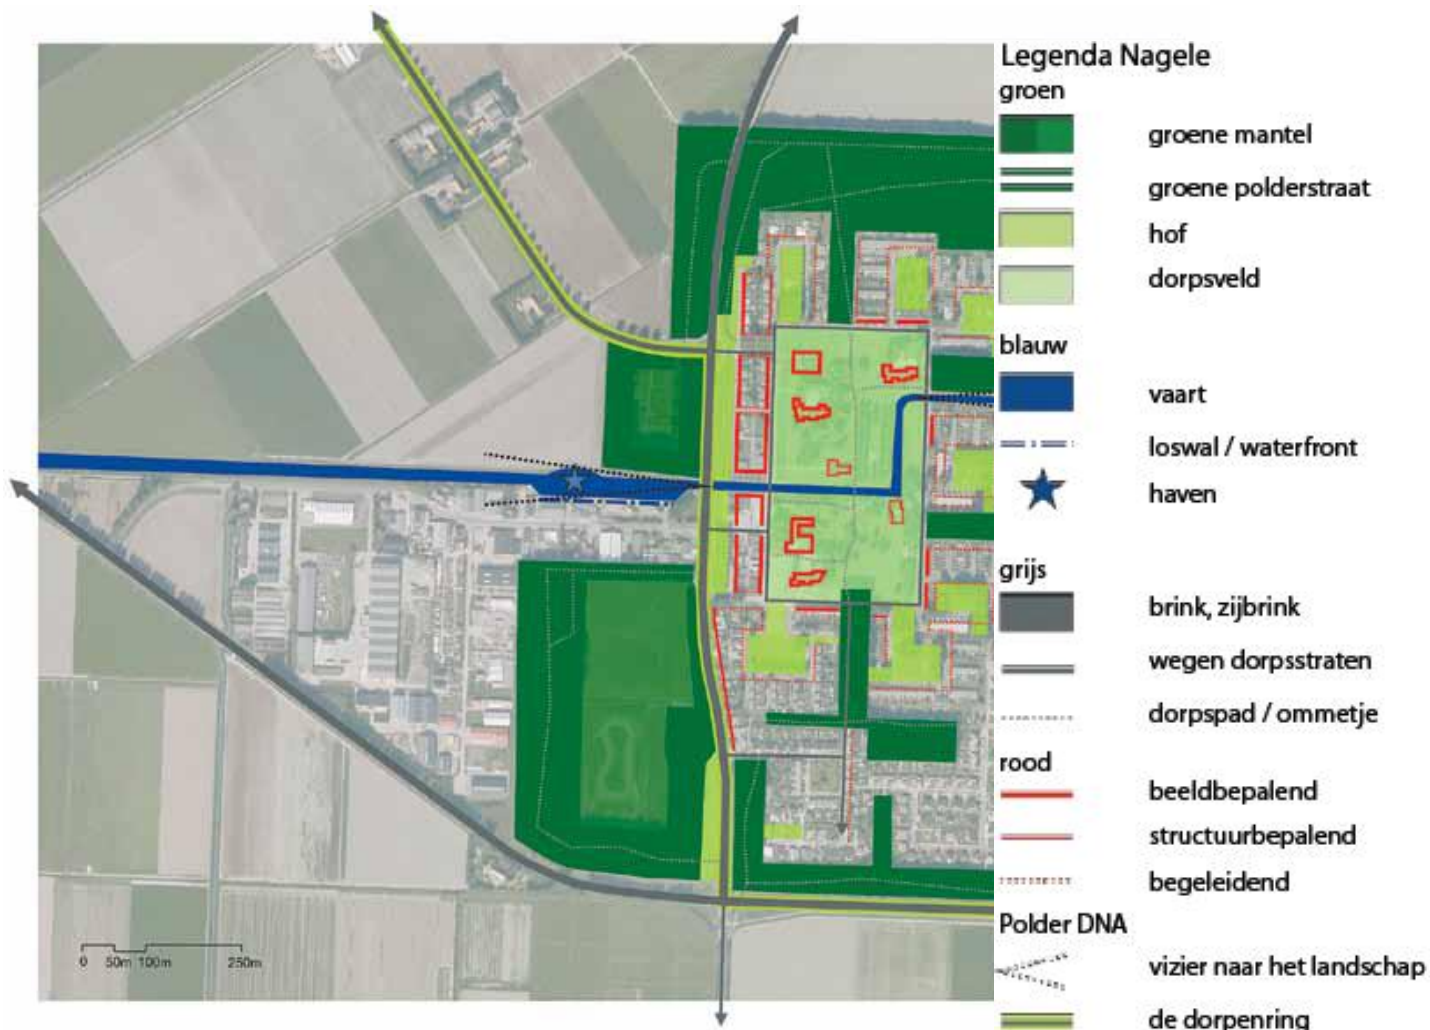 Legenda Nagele
groen
groene mantel
groene polderstraat
hof
dorpsveld
blauw
vaart
loswal / waterfront
haven
grijs
brink, zijbrink
wegen dorpsstraten
dorpspad / ommetje
rood
beeldbepalend
structuurbepalend
begeleidend
Polder DNA
vizier naar het landschap
de dorpenring
0 50m 100m 250m